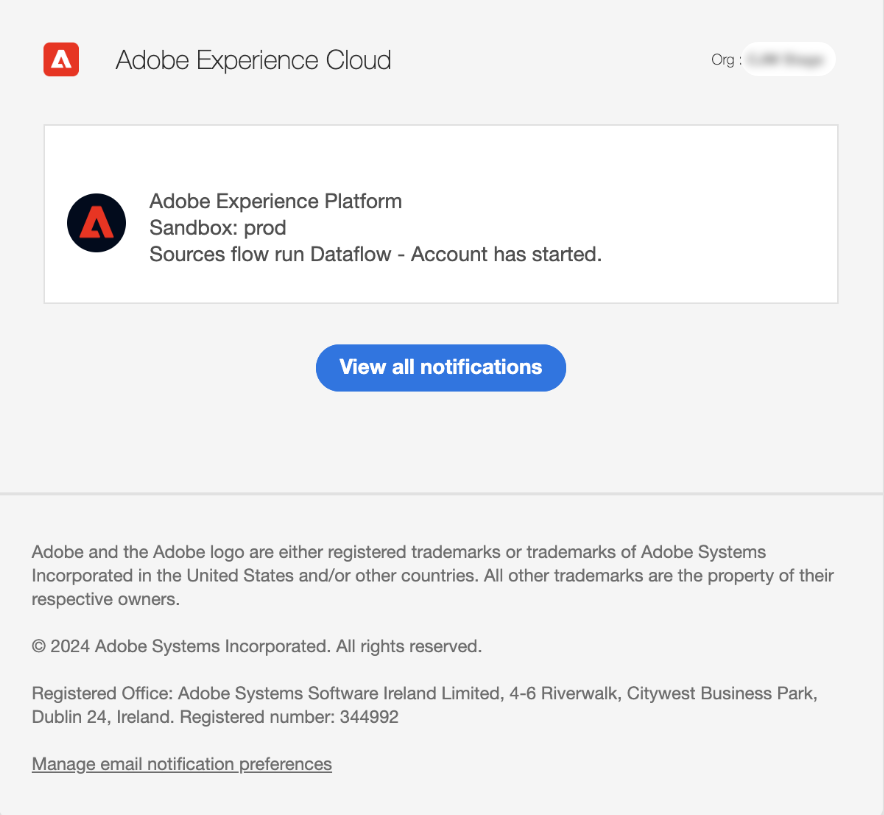 Adobe Experience Cloud
Org :
Adobe Experience Platform
Sandbox: prod
Sources flow run Dataflow - Account has started.
View all notifications
Adobe and the Adobe logo are either registered trademarks or trademarks of Adobe Systems
Incorporated in the United States and/or other countries. All other trademarks are the property of their
respective owners.
© 2024 Adobe Systems Incorporated. All rights reserved.
Registered Office: Adobe Systems Software Ireland Limited, 4-6 Riverwalk, Citywest Business Park,
Dublin 24, Ireland. Registered number: 344992
Manage email notification preferences